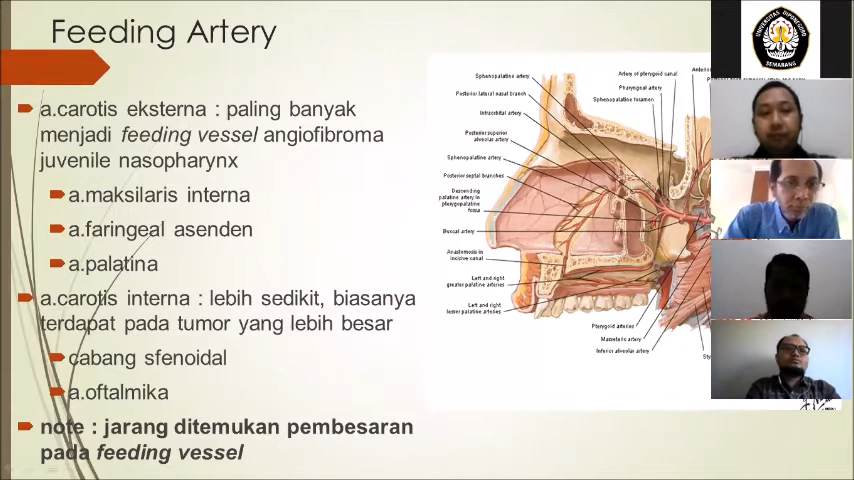 Feeding Artery
a.carotis eksterna : paling banyak
menjadi feeding vessel angiofibroma
juvenile nasopharynx
a.maksilaris interna
a.faringeal asenden
a.palatina
a.carotis interna : lebih sedikit, biasanya
terdapat pada tumor yang lebih besar
cabang sfenoidal
a.oftalmika
note : jarang ditemukan pembesaran
pada feeding vessel
Sphenopalatine artery
Posterior lateral nasal branch
Infraorbital artery
Posterior superior
alveolar artery
Sphenopalatine artery
Posterior septal branches
Descending
palatine artery in
pterygopalatine
fossa
Buccal artery
Anastomosis in
incisive canal
Left and right
greater palatine arteries
Left and right
lesser palatine arteries
Artery of pterygoid canal
Pharyngeal artery
Sphenopalatine foramen
Pterygoid arteries
Masseteric artery
Inferior alveolar artery
UNIVERSITAS DIPONEGORO
SEMARANG